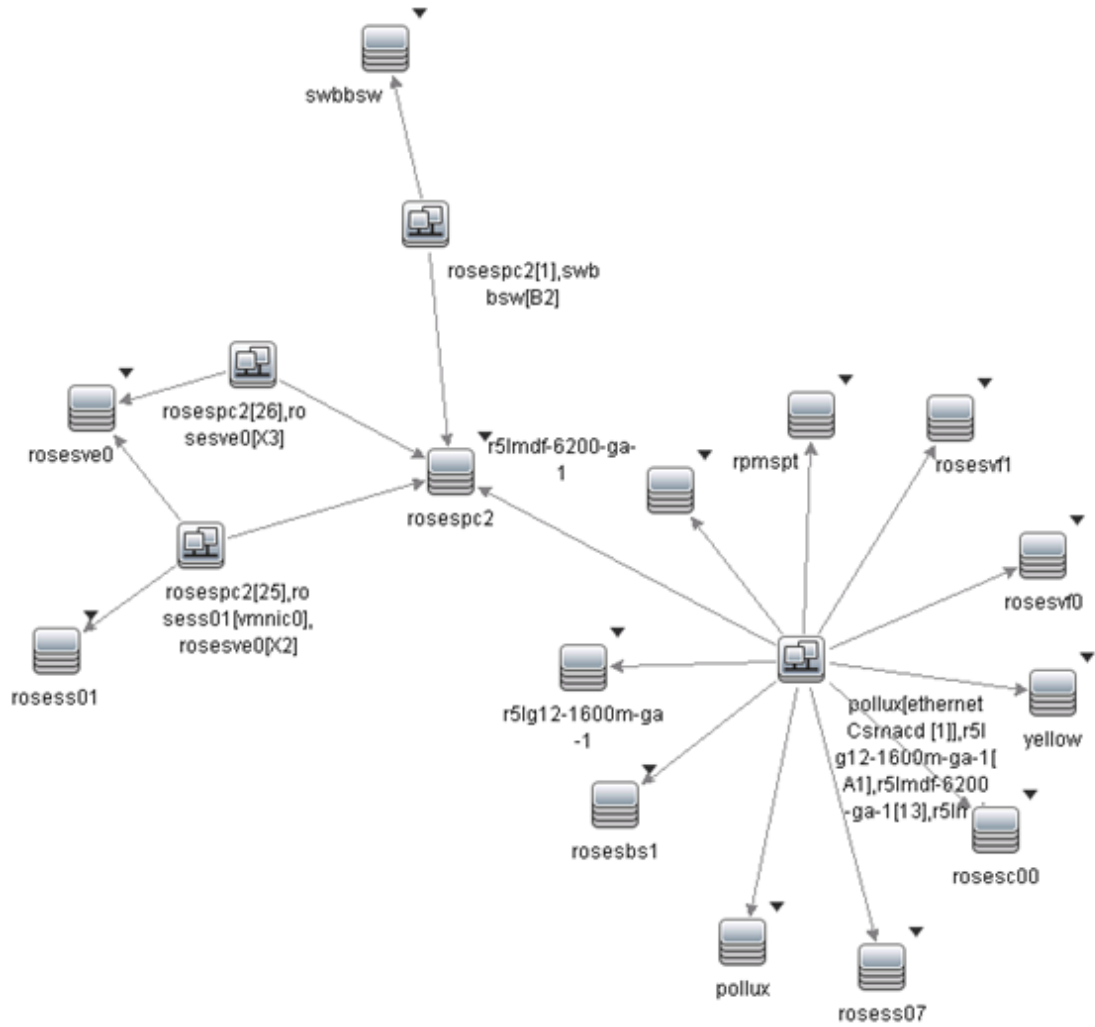 swbbsw
rosespc2[1],swb
bsw[B2]
rosesve0
rosespc2[26],ro
sesve0[X3]
r5lmdf-6200-ga-
1
rosespc2
rpmspt
rosesvf1
rosesvf0
rosespc2[25],ro
sess01[vmnic0],
rosesve0[X2]
rosess01
r5lg12-1600m-ga
-1
pollux[ethernet
Csmacd [1]],r5l
g12-1600m-ga-1[
A1],r5lmdf-6200
-ga-1[13],r5lm
yellow
rosesbs1
rosesc00
pollux
rosess07